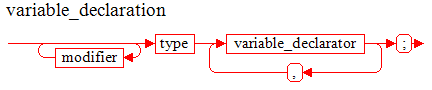 variable_declaration
modifier type variable_declarator ;
,